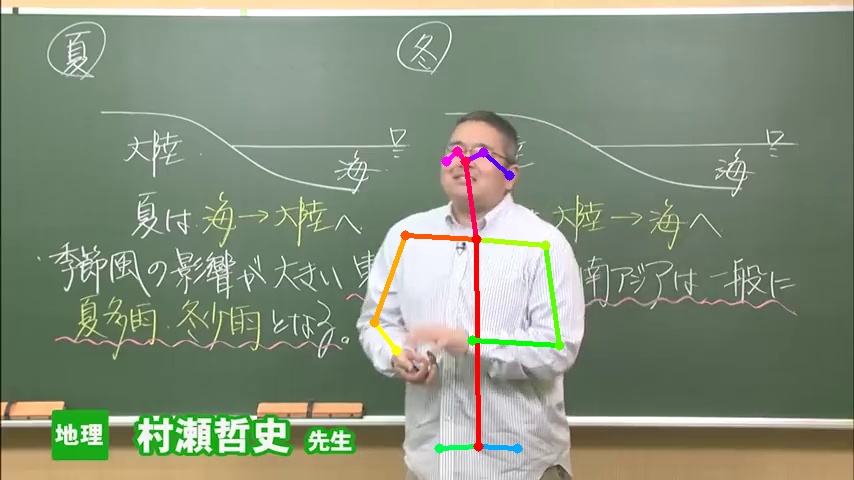 夏
冬
大陸
海
海
夏は 海→大陸へ
大陸→海へ
季節風の影響が大きい
南アジアは一般に
夏多雨・冬少雨となる。
地理 村瀬哲史 先生